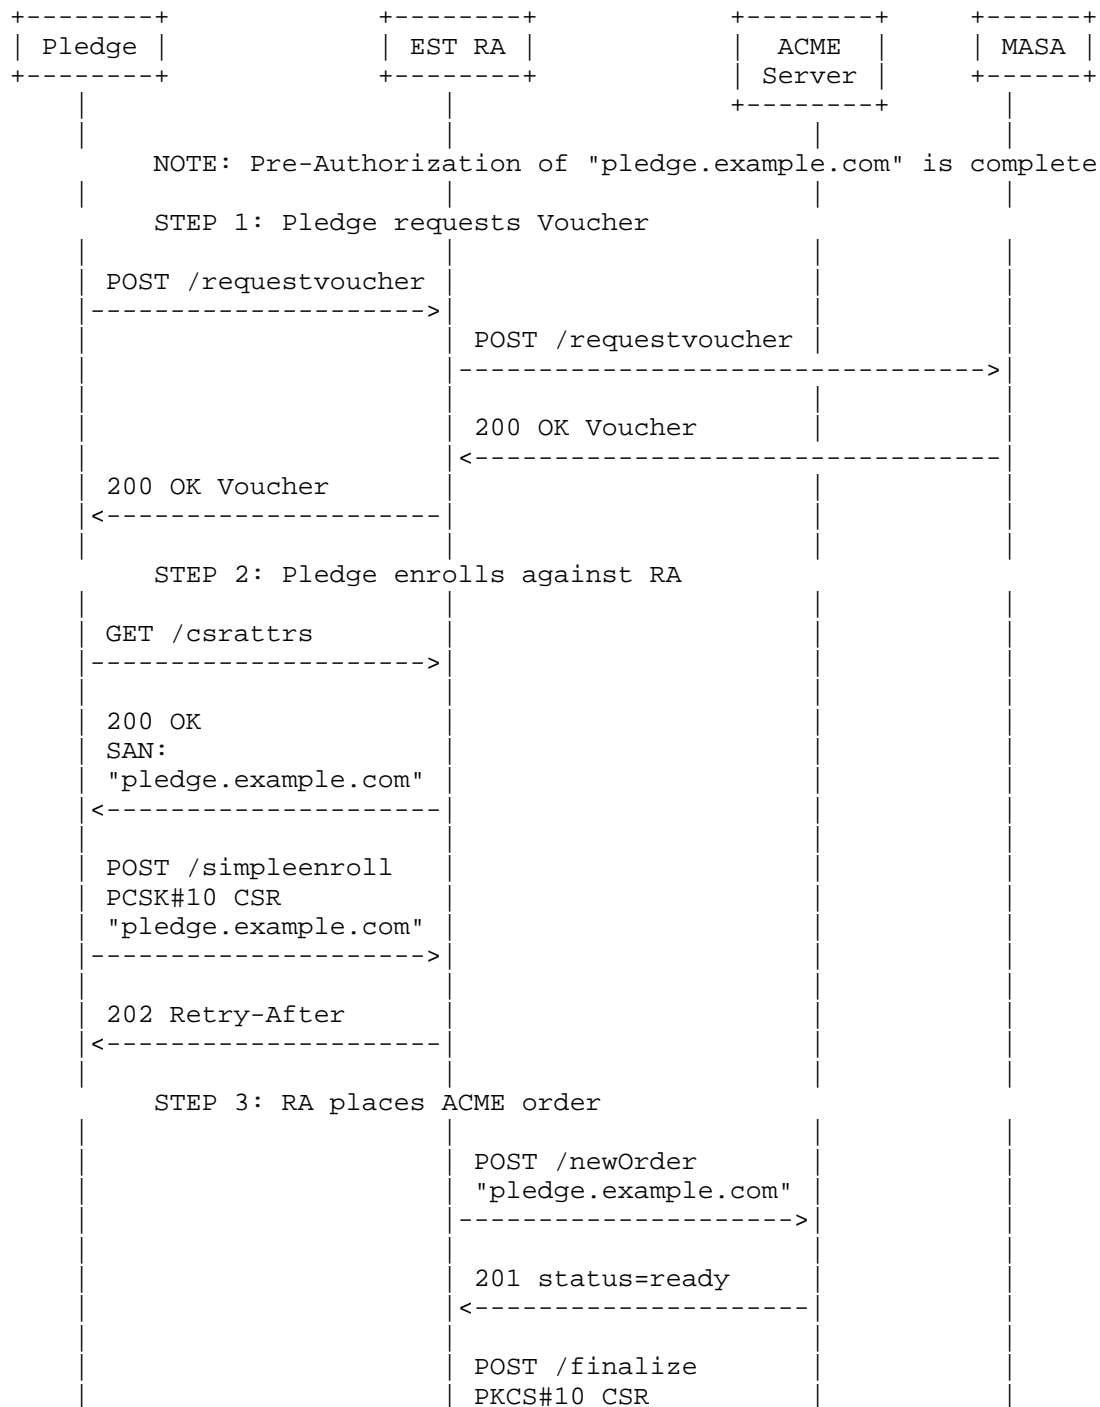 Pledge EST RA ACME MASA
Server
NOTE: Pre-Authorization of "pledge.example.com" is complete
STEP 1: Pledge requests Voucher
POST /requestvoucher
POST /requestvoucher
200 OK Voucher
200 OK Voucher
STEP 2: Pledge enrolls against RA
GET /csrattrs
200 OK
SAN:
"pledge.example.com"
POST /simpleenroll
PCSK#10 CSR
"pledge.example.com"
202 Retry-After
STEP 3: RA places ACME order
POST /newOrder
"pledge.example.com"
201 status=ready
POST /finalize
PKCS#10 CSR